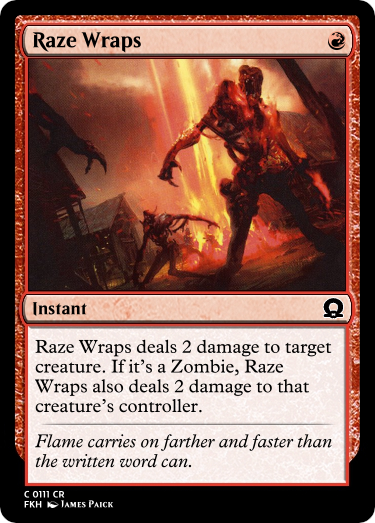 Raze Wraps
Instant
Raze Wraps deals 2 damage to target
creature. If it's a Zombie, Raze
Wraps also deals 2 damage to that
creature's controller.
Flame carries on farther and faster than
the written word can.
C 0111 CR
FKH James Paick